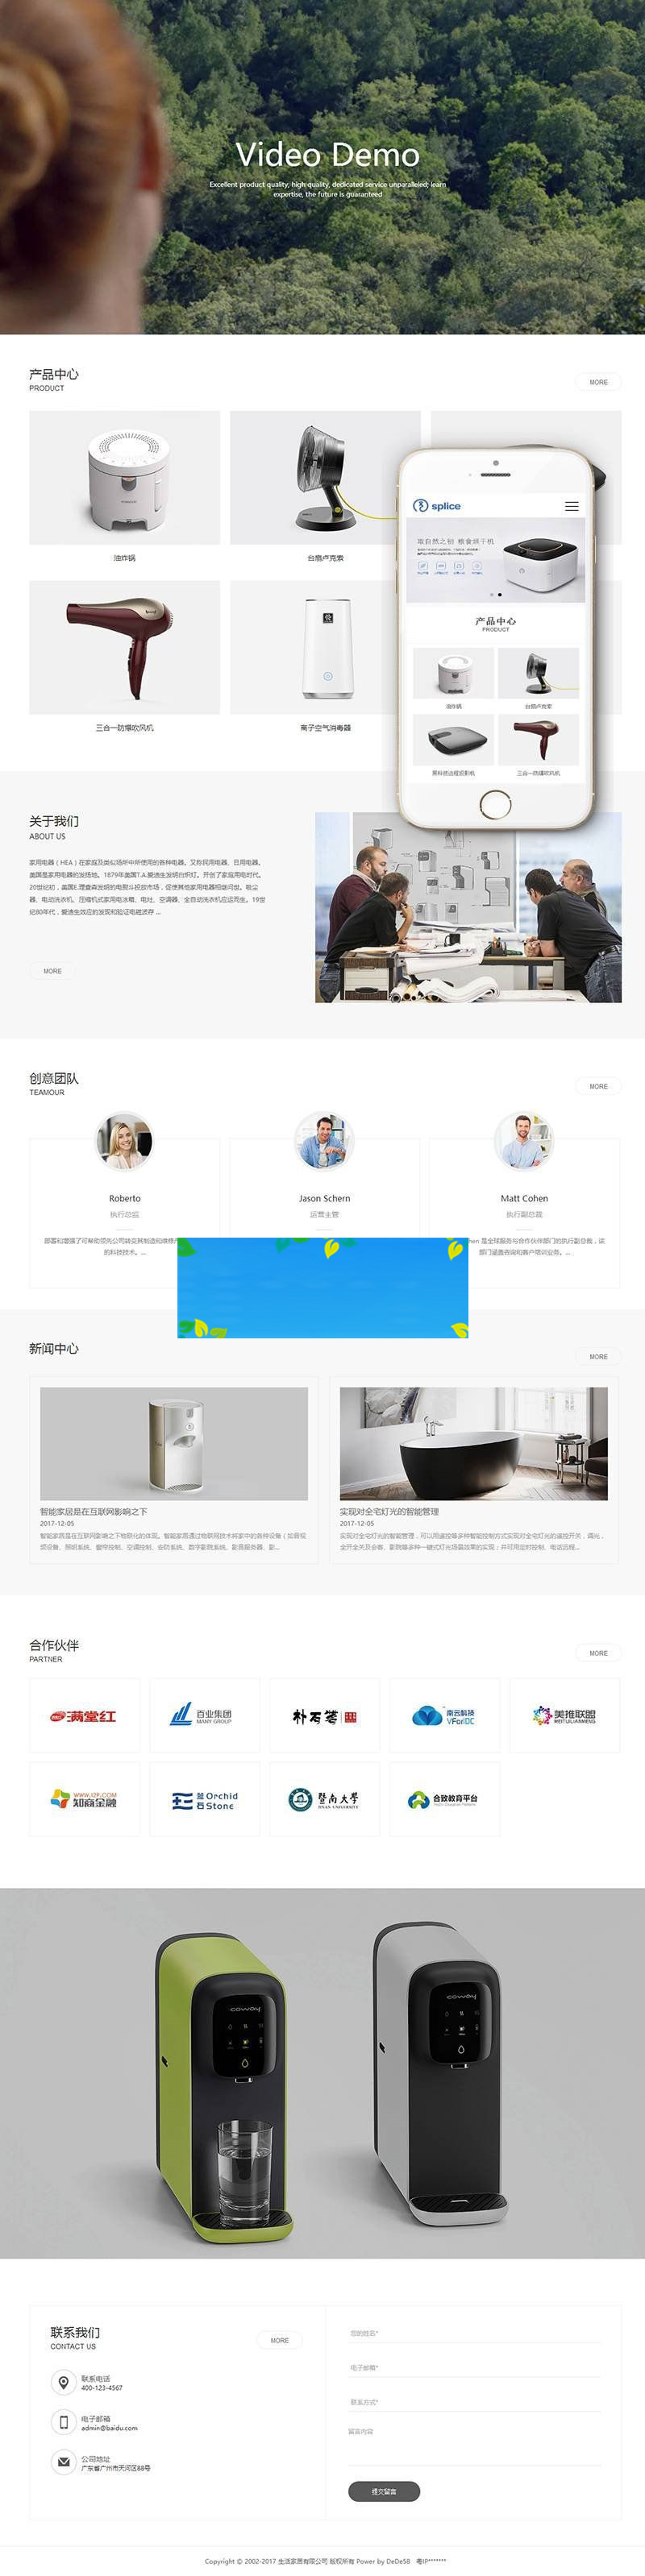 Video Demo
Excellent product quality, high quality, dedicated service unparalleled; learn
expertise, the future is guaranteed
产品中心
PRODUCT
MORE
油炸锅
台扇卢克索
三合一防爆吹风机
离子空气消毒器
splice
取自然之韧 粮食烘干机
产品中心
PRODUCT
油炸锅
台扇卢克索
黑科技远程投影机
三合一防爆吹风机
关于我们
ABOUT US
家用电器（HEA）在家庭及类似场所中所使用的各种电器。又称民用电器、日用电器。
美国是家用电器的发祥地。1879年美国T.A.爱迪生发明白炽灯。开创了家庭用电时代。
20世纪初，美国E.理查森发明的电熨斗投放市场，促使其他家用电器相继问世。吸尘
器、电动洗衣机、压缩机式家用电冰箱、电灶、空调器、全自动洗衣机应运而生。19世
纪80年代，爱迪生效应的发现和验证电磁波存 ...
MORE
创意团队
TEAMOUR
MORE
Roberto
执行总监
部署和增强了可帮助领先公司转变其制造和维修
的科技技术。...
Jason Schern
运营主管
Matt Cohen
执行副总裁
hen 是全球服务与合作伙伴部门的执行副总裁，该
部门涵盖咨询和客户培训业务。...
新闻中心
MORE
智能家居是在互联网影响之下
2017-12-05
智能家居是在互联网影响之下物联化的体现。智能家居通过物联网技术将家中的各种设备（如音视
频设备、照明系统、窗帘控制、空调控制、安防系统、数字影院系统、影音服务器、影...
实现对全宅灯光的智能管理
2017-12-05
实现对全宅灯光的智能管理，可以用遥控等多种智能控制方式实现对全宅灯光的遥控开关，调光，
全开全关及会客、影院等多种一键式灯光场景效果的实现；并可用定时控制、电话远程...
合作伙伴
PARTNER
MORE
满堂红
百业集团
MANY GROUP
朴石荟
南云科技
VForIDC
美推联盟
MEITUILIANMENG
WWW.IZF.COM
知商金融
蓝 Orchid
石 Stone
暨南大学
JINAN UNIVERSITY
合致教育平台
coway
coway
联系我们
CONTACT US
MORE
联系电话
400-123-4567
电子邮箱
admin@baidu.com
公司地址
广东省广州市天河区88号
您的姓名*
电子邮箱*
联系方式*
留言内容
提交留言
Copyright © 2002-2017 生活家居有限公司 版权所有 Power by DeDe58 粤IP*******